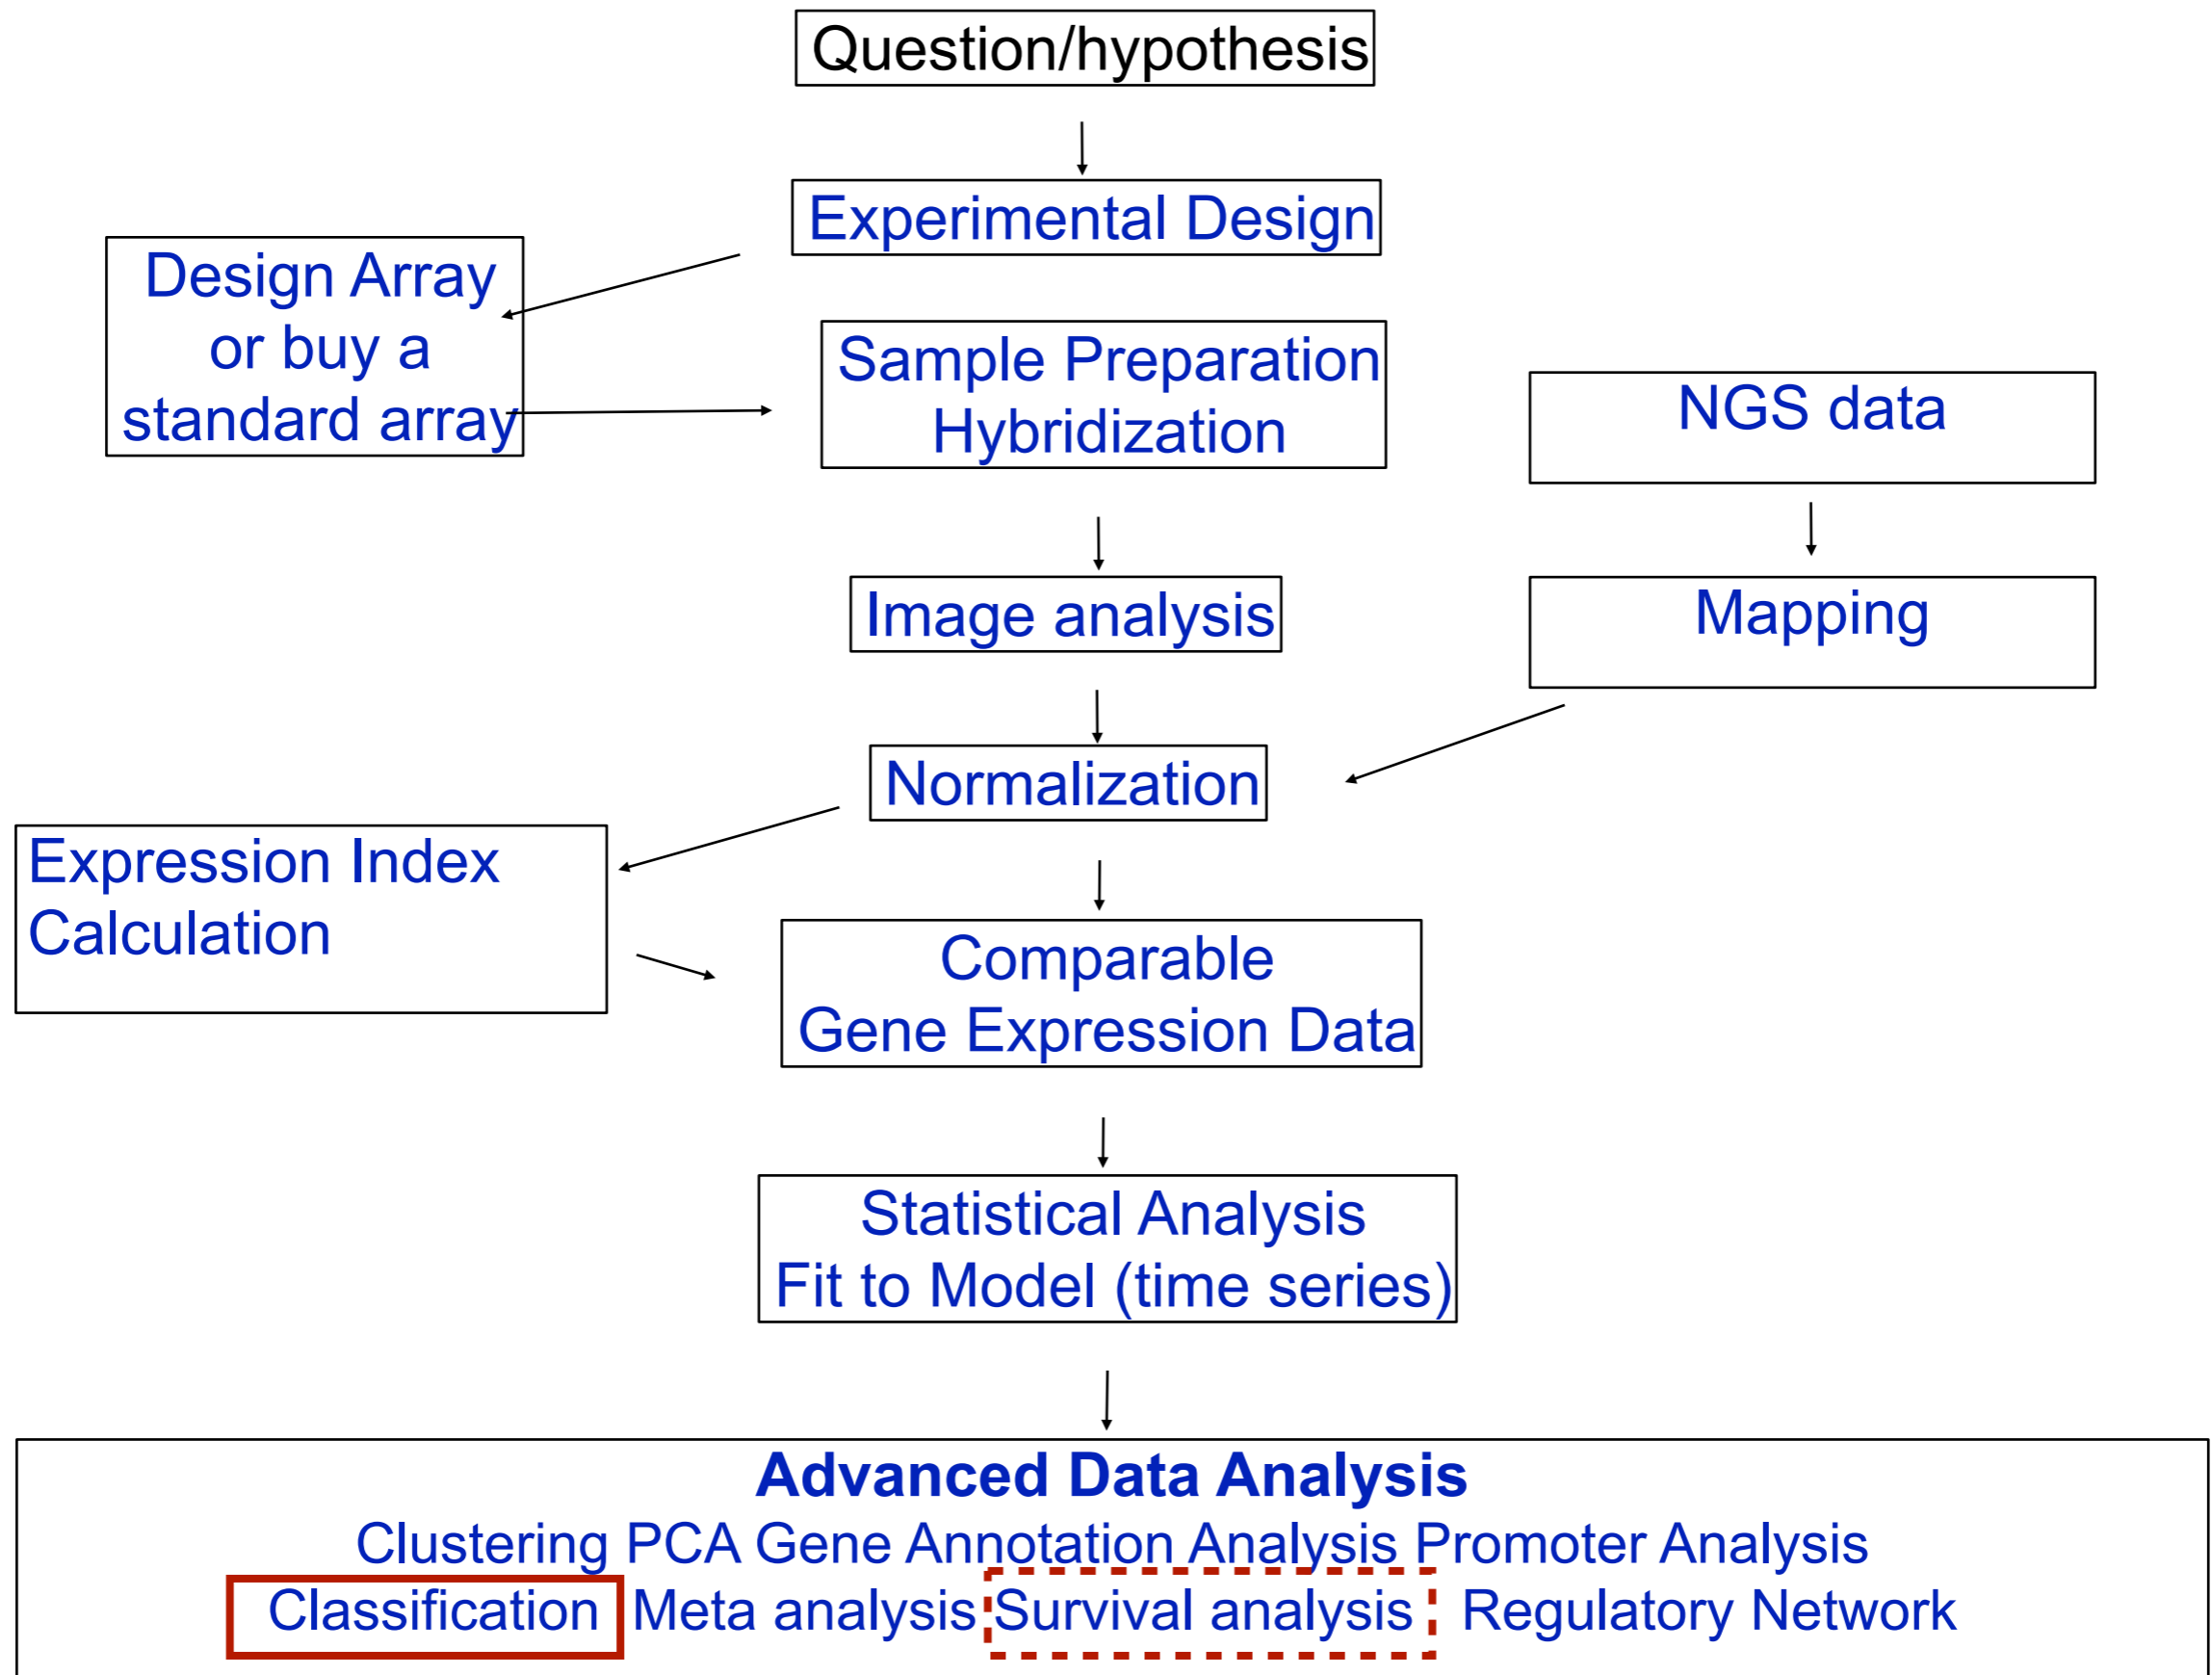 Question/hypothesis
Experimental Design
Design Array
or buy a
standard array
Sample Preparation
Hybridization
NGS data
Image analysis
Mapping
Normalization
Expression Index
Calculation
Comparable
Gene Expression Data
Statistical Analysis
Fit to Model (time series)
Advanced Data Analysis
Clustering PCA Gene Annotation Analysis Promoter Analysis
Classification Meta analysis Survival analysis Regulatory Network